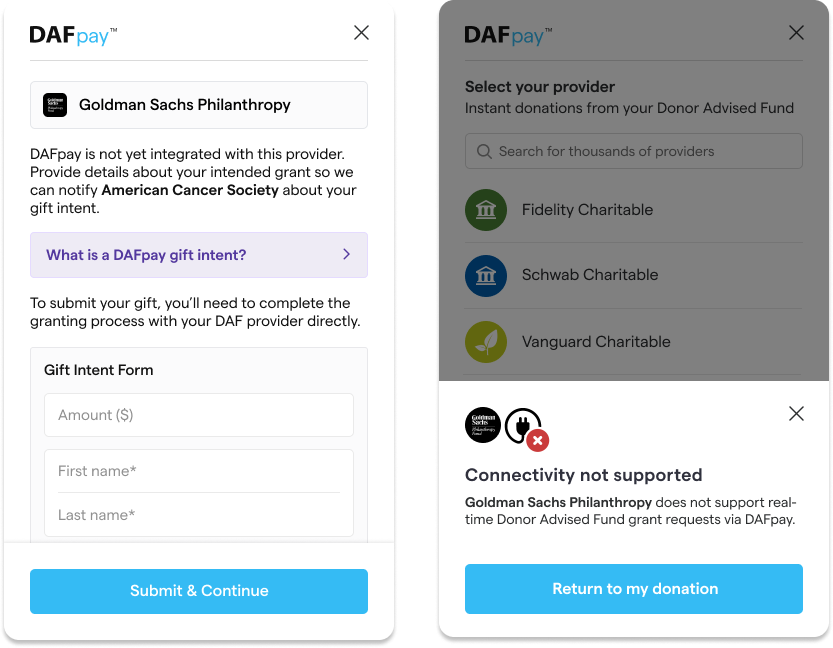 DAFpay™
Goldman Sachs Philanthropy
DAFpay is not yet integrated with this provider.
Provide details about your intended grant so we
can notify American Cancer Society about your
gift intent.
What is a DAFpay gift intent?
To submit your gift, you’ll need to complete the
granting process with your DAF provider directly.
Gift Intent Form
Amount ($)
First name*
Last name*
Submit & Continue
DAFpay™
Select your provider
Instant donations from your Donor Advised Fund
Search for thousands of providers
Fidelity Charitable
Schwab Charitable
Vanguard Charitable
Goldman
Sachs
Philanthropy
Fund
Connectivity not supported
Goldman Sachs Philanthropy does not support real-
time Donor Advised Fund grant requests via DAFpay.
Return to my donation